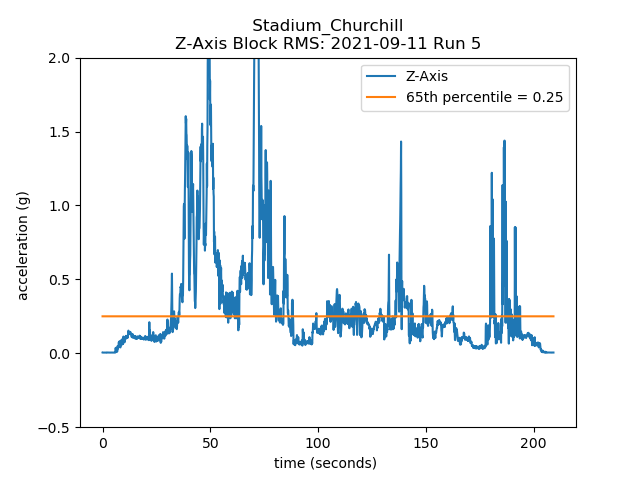 Stadium_Churchill
Z-Axis Block RMS: 2021-09-11 Run 5
Z-Axis
65th percentile = 0.25
2.0
1.5
1.0
0.5
0.0
−0.5
acceleration (g)
0
50
100
150
200
time (seconds)